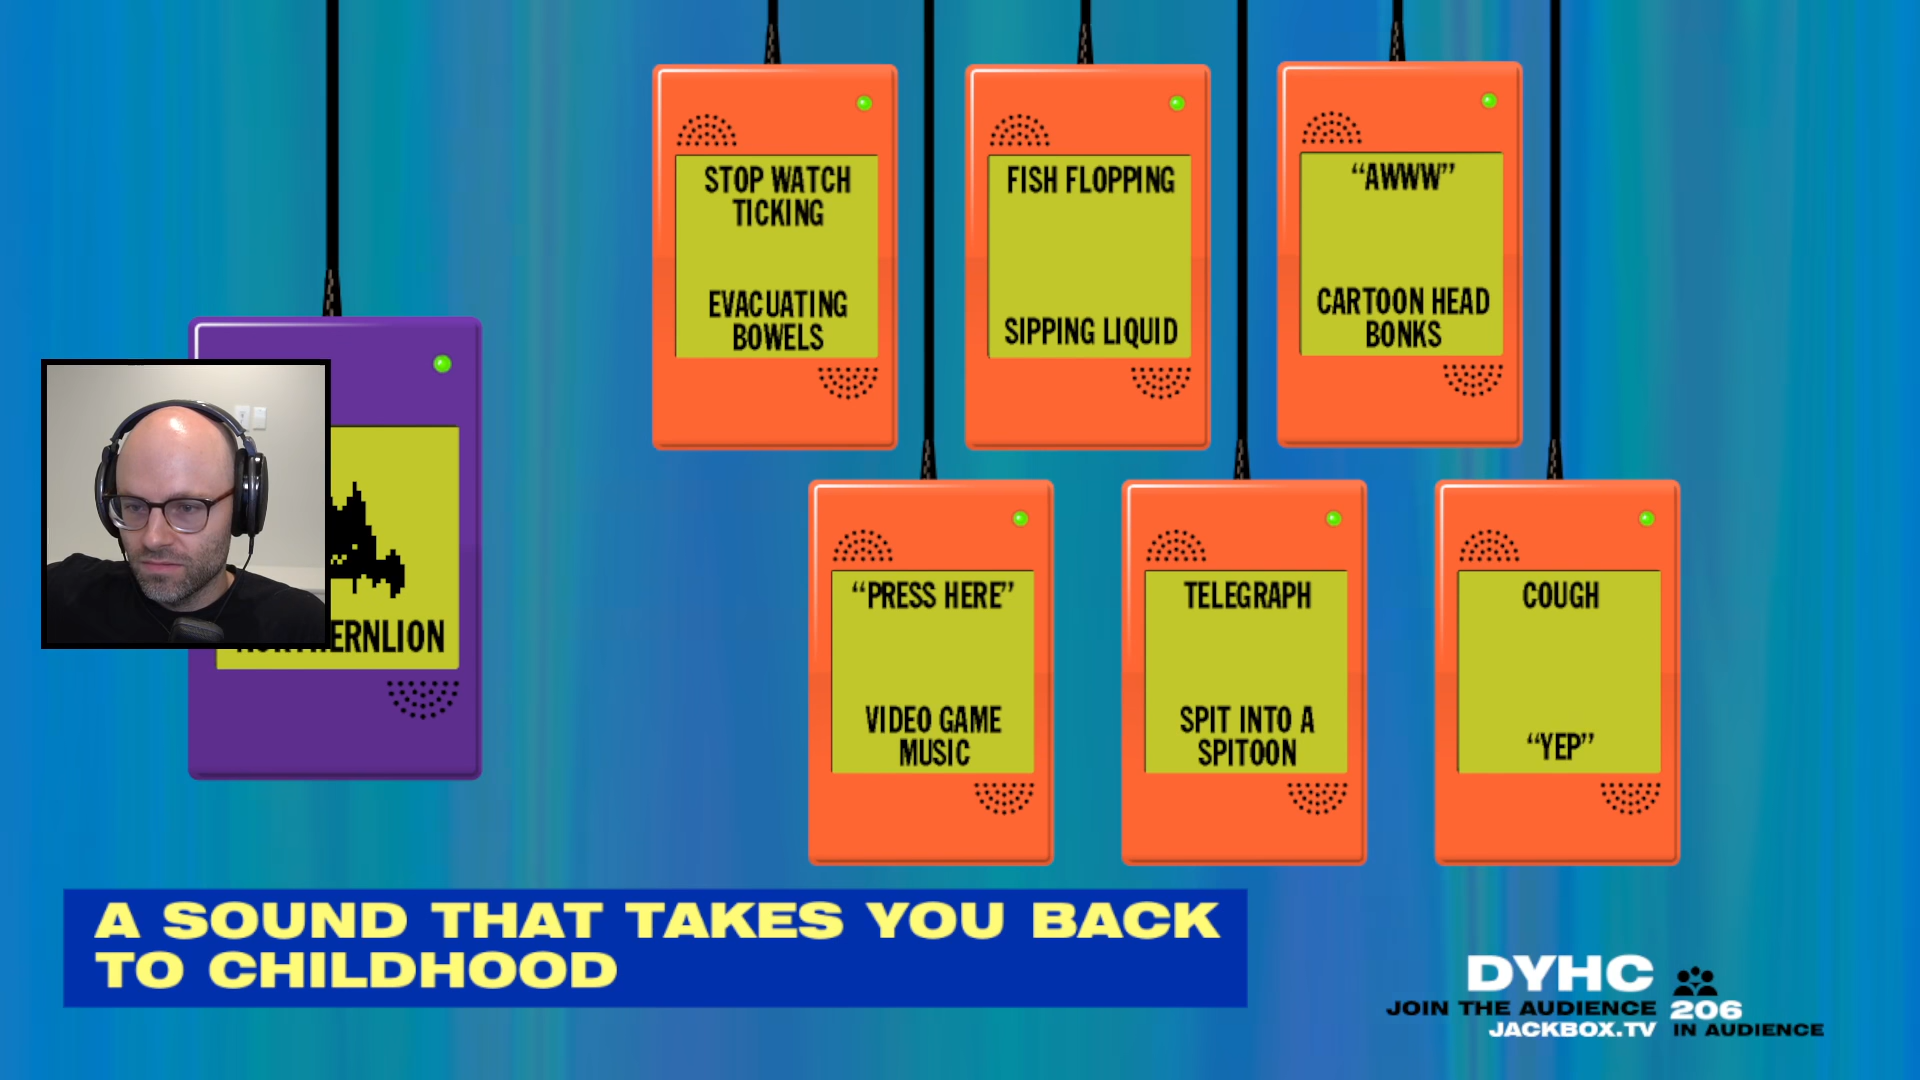 STOP WATCH
TICKING
EVACUATING
BOWELS
FISH FLOPPING
SIPPING LIQUID
“AWWW”
CARTOON HEAD
BONKS
ERNLION
“PRESS HERE”
VIDEO GAME
MUSIC
TELEGRAPH
SPIT INTO A
SPITOON
COUGH
“YEP”
A SOUND THAT TAKES YOU BACK
TO CHILDHOOD
DYHC
JOIN THE AUDIENCE
JACKBOX.TV
206
IN AUDIENCE